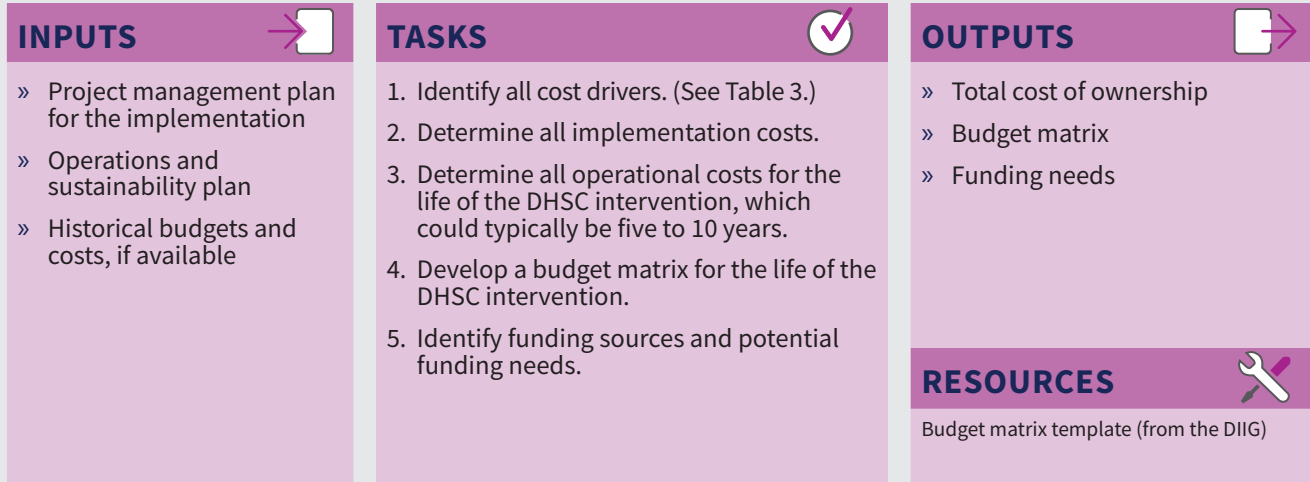 INPUTS
» Project management plan
for the implementation
» Operations and
sustainability plan
» Historical budgets and
costs, if available
TASKS
1. Identify all cost drivers. (See Table 3.)
2. Determine all implementation costs.
3. Determine all operational costs for the
life of the DHSC intervention, which
could typically be five to 10 years.
4. Develop a budget matrix for the life of the
DHSC intervention.
5. Identify funding sources and potential
funding needs.
OUTPUTS
» Total cost of ownership
» Budget matrix
» Funding needs
RESOURCES
Budget matrix template (from the DIIG)